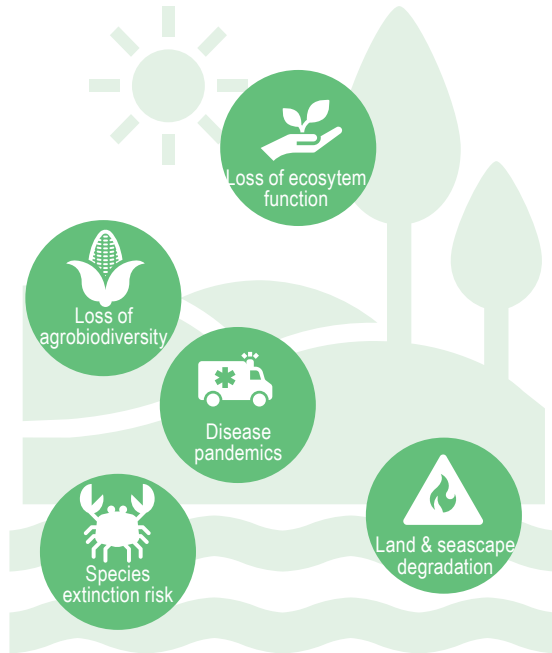 Loss of ecosytem
function
Loss of
agrobiodiversity
Disease
pandemics
Land & seascape
degradation
Species
extinction risk